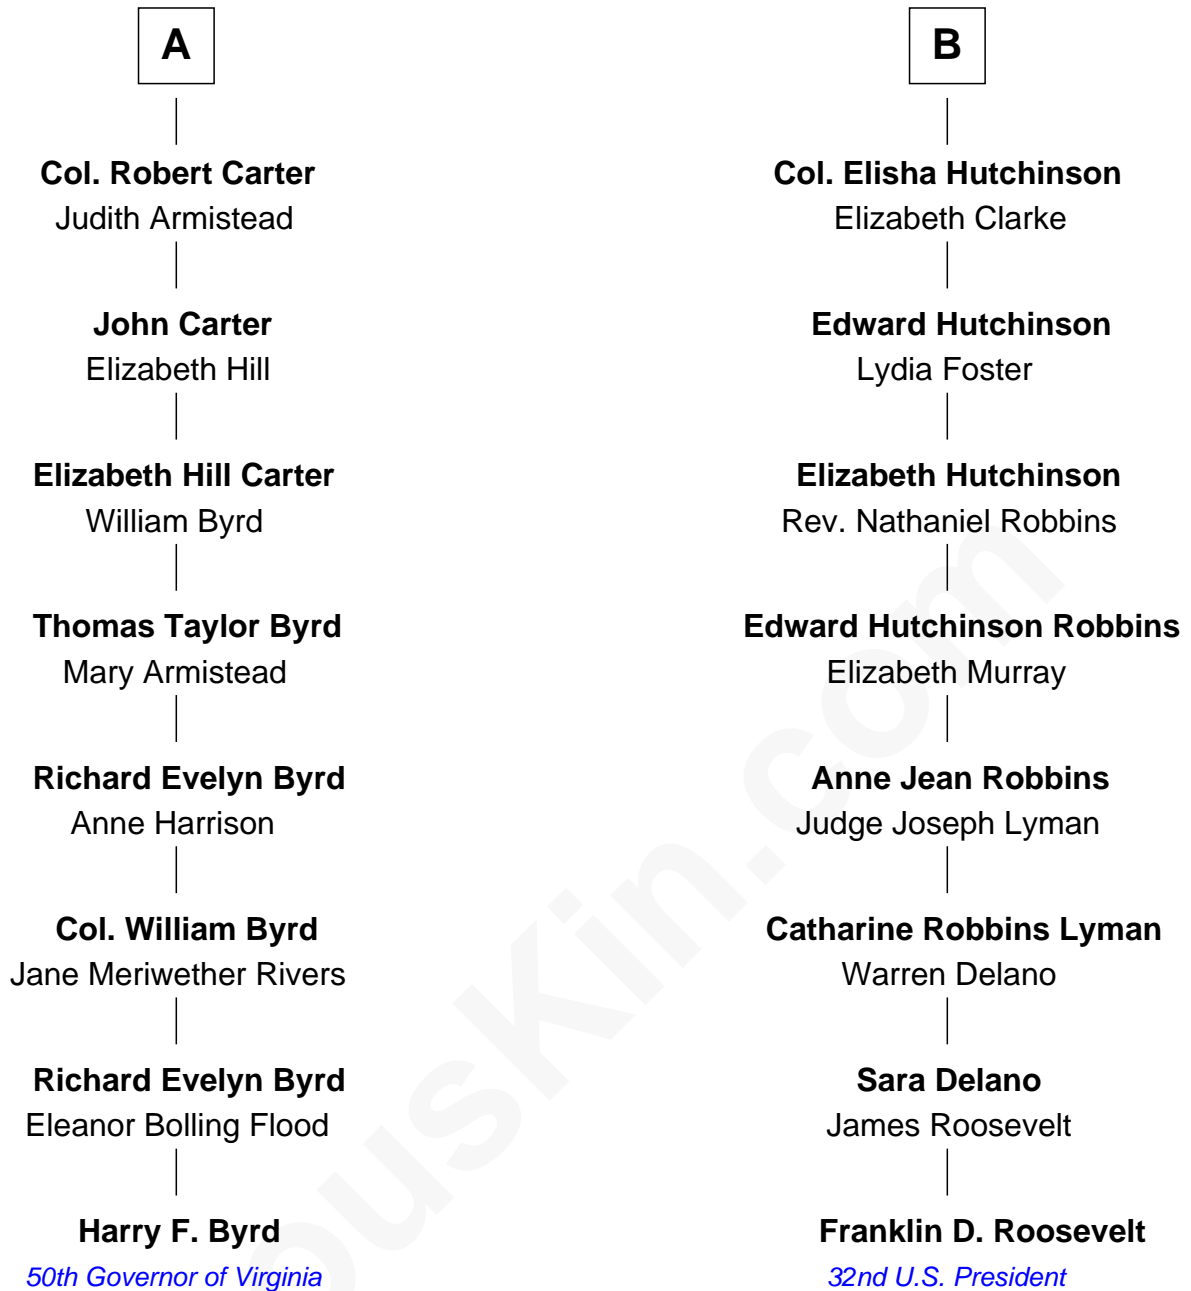 A
Col. Robert Carter
Judith Armistead
John Carter
Elizabeth Hill
Elizabeth Hill Carter
William Byrd
Thomas Taylor Byrd
Mary Armistead
Richard Evelyn Byrd
Anne Harrison
Col. William Byrd
Jane Meriwether Rivers
Richard Evelyn Byrd
Eleanor Bolling Flood
Harry F. Byrd
50th Governor of Virginia
B
Col. Elisha Hutchinson
Elizabeth Clarke
Edward Hutchinson
Lydia Foster
Elizabeth Hutchinson
Rev. Nathaniel Robbins
Edward Hutchinson Robbins
Elizabeth Murray
Anne Jean Robbins
Judge Joseph Lyman
Catharine Robbins Lyman
Warren Delano
Sara Delano
James Roosevelt
Franklin D. Roosevelt
32nd U.S. President
ousKin.com